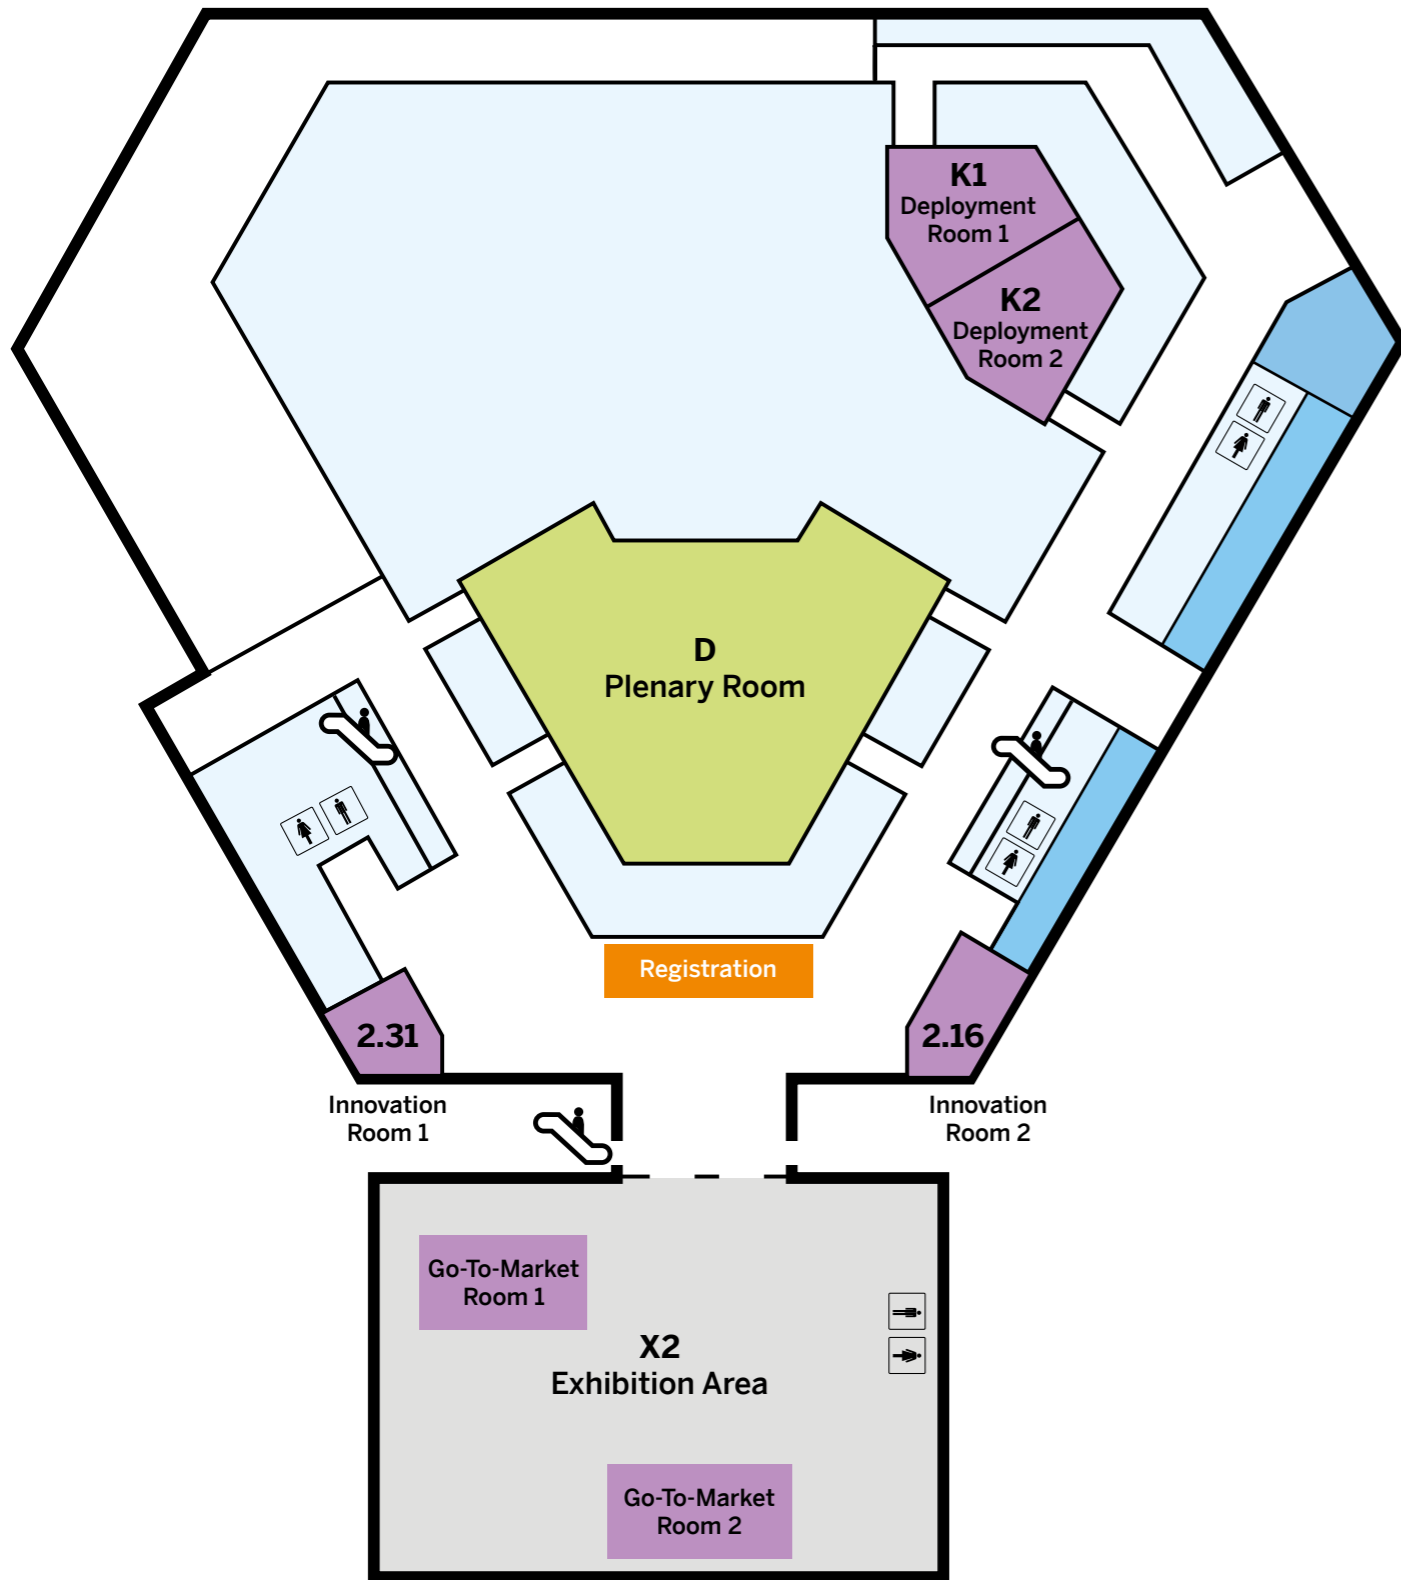 K1
Deployment
Room 1
K2
Deployment
Room 2
D
Plenary Room
Registration
2.31
2.16
Innovation
Room 1
Innovation
Room 2
Go-To-Market
Room 1
X2
Exhibition Area
Go-To-Market
Room 2